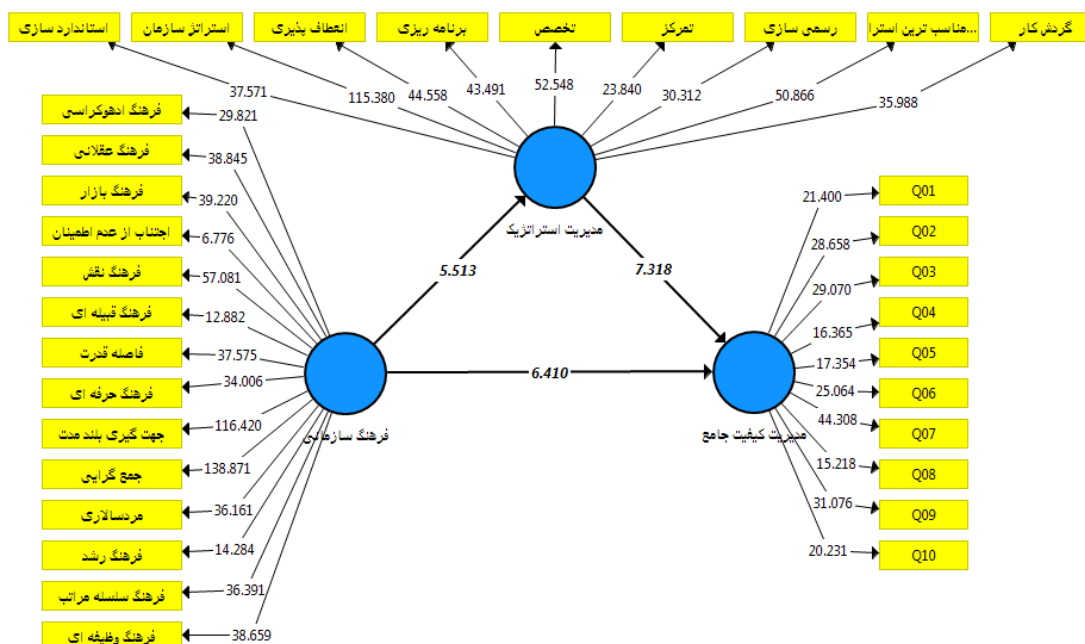 استاندارد سازی
استراتژ سازمان
انعطاف پذیری
برنامه ریزی
تخصص
تمرکز
رسمی سازی
مناسب ترین استرا...
گردش کار
37.571
115.380
44.558
43.491
52.548
23.840
30.312
50.866
35.988
مدیریت استراتژیک
فرهنگ ادهوکراسی
29.821
فرهنگ عقلانی
38.845
فرهنگ بازار
39.220
اجتناب از عدم اطمینان
6.776
فرهنگ نقش
57.081
فرهنگ قبیله ای
12.882
فاصله قدرت
37.575
فرهنگ حرفه ای
34.006
جهت گیری بلند مدت
116.420
جمع گرایی
138.871
مردسالاری
36.161
فرهنگ رشد
14.284
فرهنگ سلسله مراتب
36.391
فرهنگ وظیفه ای
38.659
فرهنگ سازمانی
5.513
7.318
6.410
مدیریت کیفیت جامع
21.400
Q01
28.658
Q02
29.070
Q03
16.365
Q04
17.354
Q05
25.064
Q06
44.308
Q07
15.218
Q08
31.076
Q09
20.231
Q10